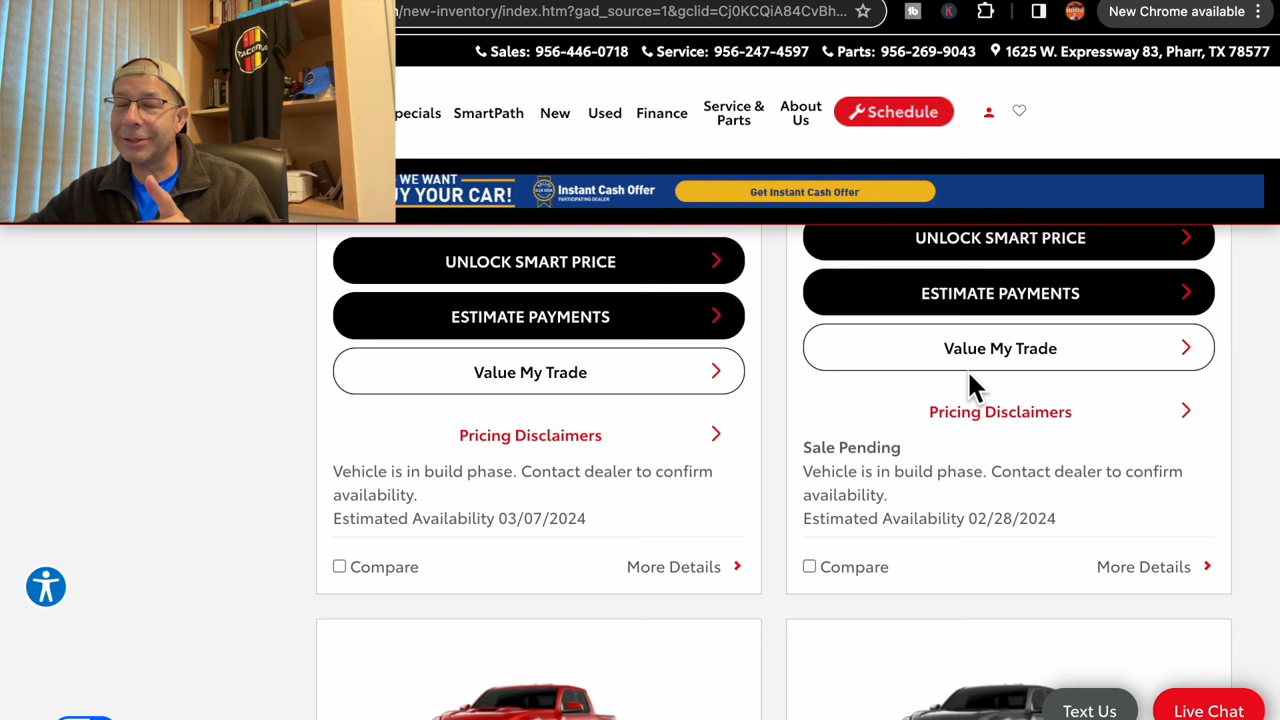 /new-inventory/index.htm?gad_source=1&gclid=Cj0KCQiA84CvBh...
New Chrome available
TACOMA
Sales: 956-446-0718 Service: 956-247-4597 Parts: 956-269-9043 1625 W. Expressway 83, Pharr, TX 78577
pecials SmartPath New Used Finance Service & Parts About Us Schedule
WE WANT
Y YOUR CAR!
Instant Cash Offer
PARTICIPATING DEALER
Get Instant Cash Offer
UNLOCK SMART PRICE
ESTIMATE PAYMENTS
Value My Trade
Pricing Disclaimers
Vehicle is in build phase. Contact dealer to confirm
availability.
Estimated Availability 03/07/2024
Compare More Details
UNLOCK SMART PRICE
ESTIMATE PAYMENTS
Value My Trade
Pricing Disclaimers
Sale Pending
Vehicle is in build phase. Contact dealer to confirm
availability.
Estimated Availability 02/28/2024
Compare More Details
Text Us
Live Chat